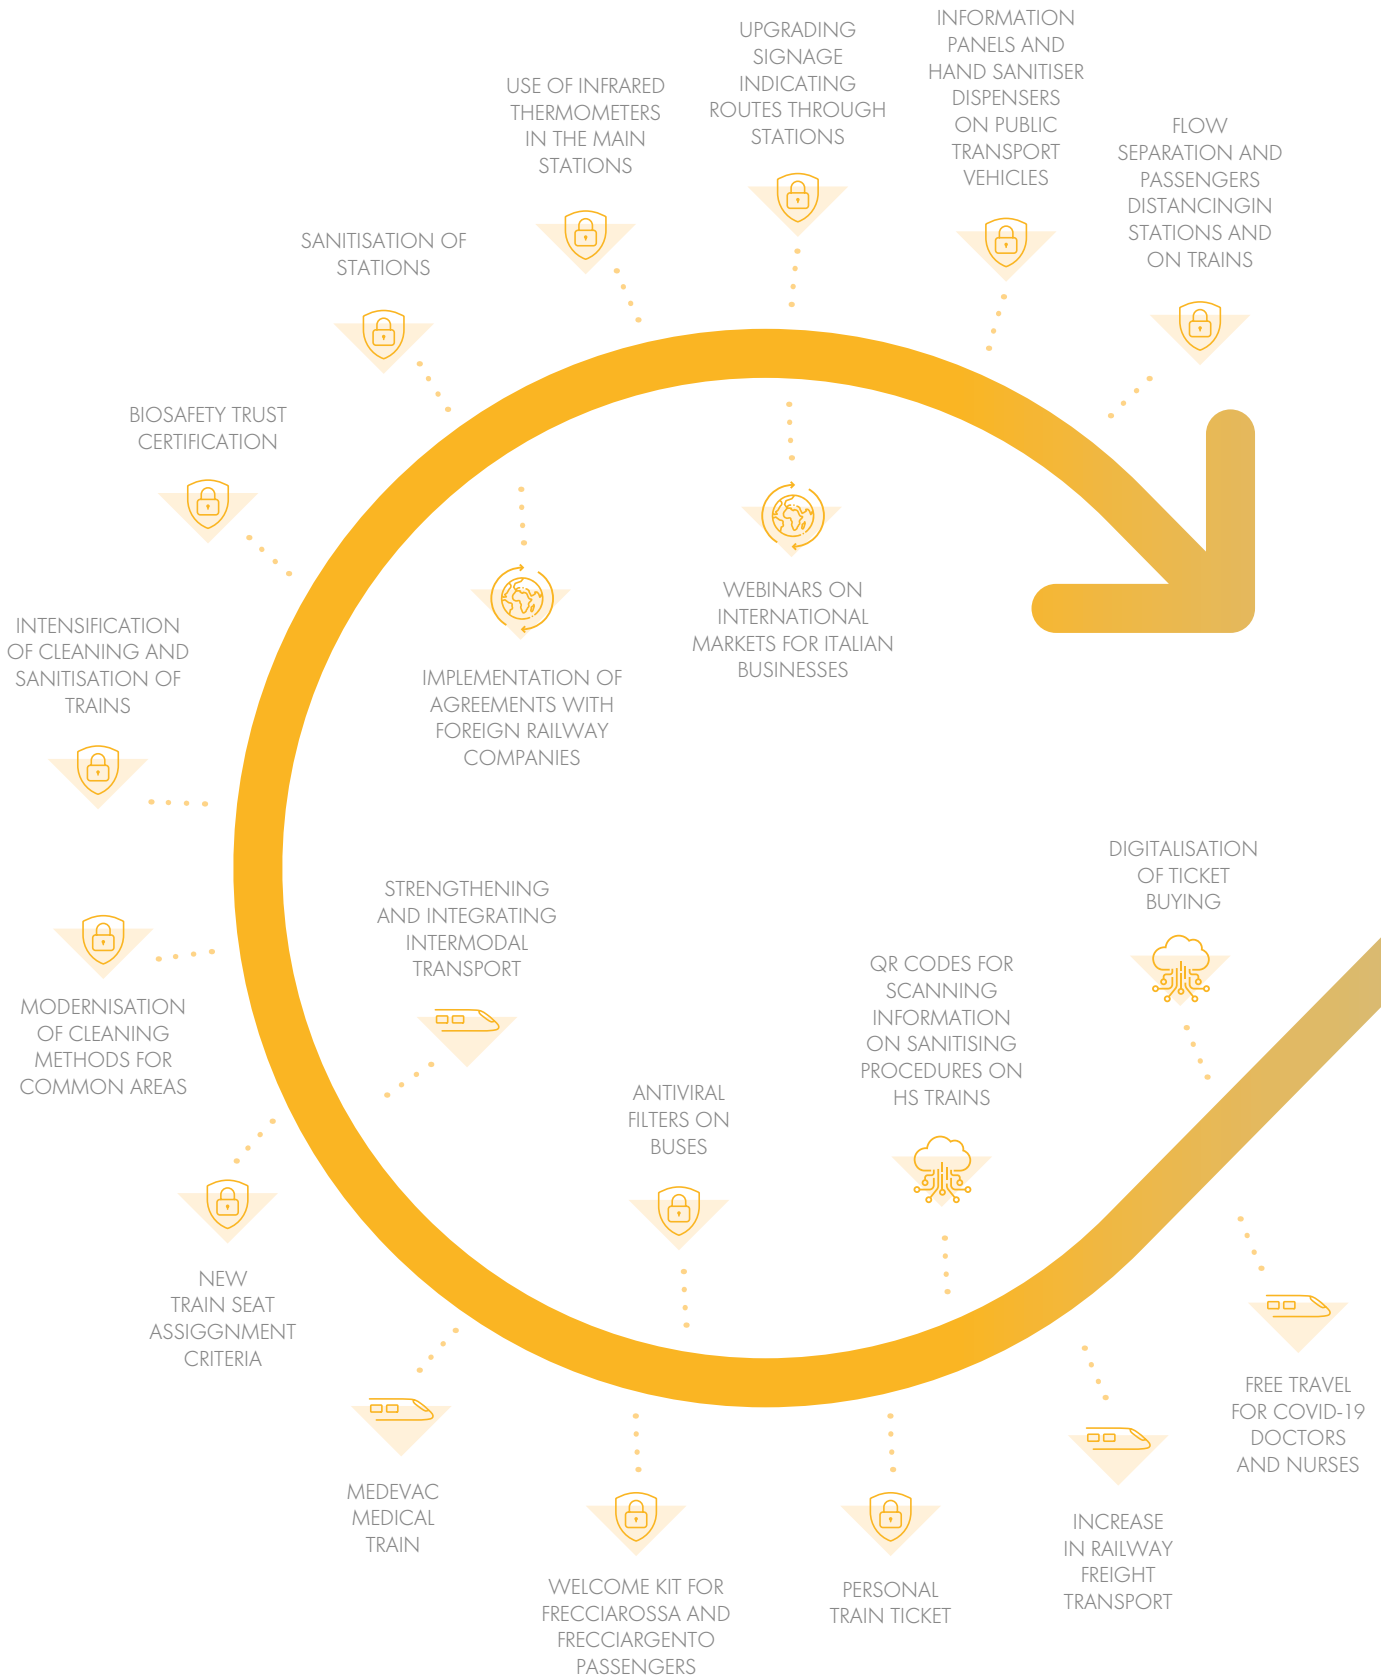 UPGRADING
SIGNAGE
INDICATING
ROUTES THROUGH
STATIONS
INFORMATION
PANELS AND
HAND SANITISER
DISPENSERS
ON PUBLIC
TRANSPORT
VEHICLES
USE OF INFRARED
THERMOMETERS
IN THE MAIN
STATIONS
FLOW
SEPARATION AND
PASSENGERS
DISTANCINGIN
STATIONS AND
ON TRAINS
SANITISATION OF
STATIONS
BIOSAFETY TRUST
CERTIFICATION
WEBINARS ON
INTERNATIONAL
MARKETS FOR ITALIAN
BUSINESSES
INTENSIFICATION
OF CLEANING AND
SANITISATION OF
TRAINS
IMPLEMENTATION OF
AGREEMENTS WITH
FOREIGN RAILWAY
COMPANIES
DIGITALISATION
OF TICKET
BUYING
STRENGTHENING
AND INTEGRATING
INTERMODAL
TRANSPORT
QR CODES FOR
SCANNING
INFORMATION
ON SANITISING
PROCEDURES ON
HS TRAINS
MODERNISATION
OF CLEANING
METHODS FOR
COMMON AREAS
ANTIVIRAL
FILTERS ON
BUSES
NEW
TRAIN SEAT
ASSIGGNMENT
CRITERIA
FREE TRAVEL
FOR COVID-19
DOCTORS
AND NURSES
MEDEVAC
MEDICAL
TRAIN
INCREASE
IN RAILWAY
FREIGHT
TRANSPORT
WELCOME KIT FOR
FRECCIAROSSA AND
FRECCIARGENTO
PASSENGERS
PERSONAL
TRAIN TICKET